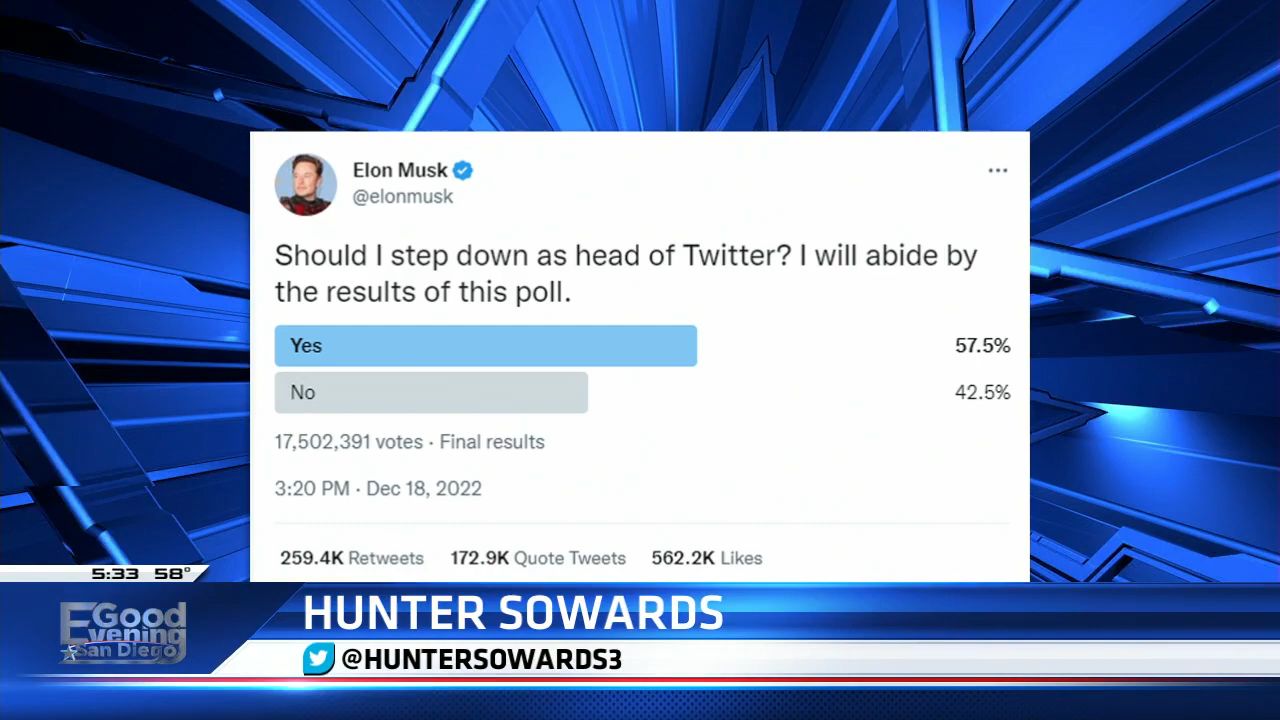 Elon Musk
@elonmusk
Should I step down as head of Twitter? I will abide by
the results of this poll.
Yes 57.5%
No 42.5%
17,502,391 votes · Final results
3:20 PM · Dec 18, 2022
259.4K Retweets 172.9K Quote Tweets 562.2K Likes
5:33 58°
Good
Evening
San Diego
HUNTER SOWARDS
@HUNTERSOWARDS3